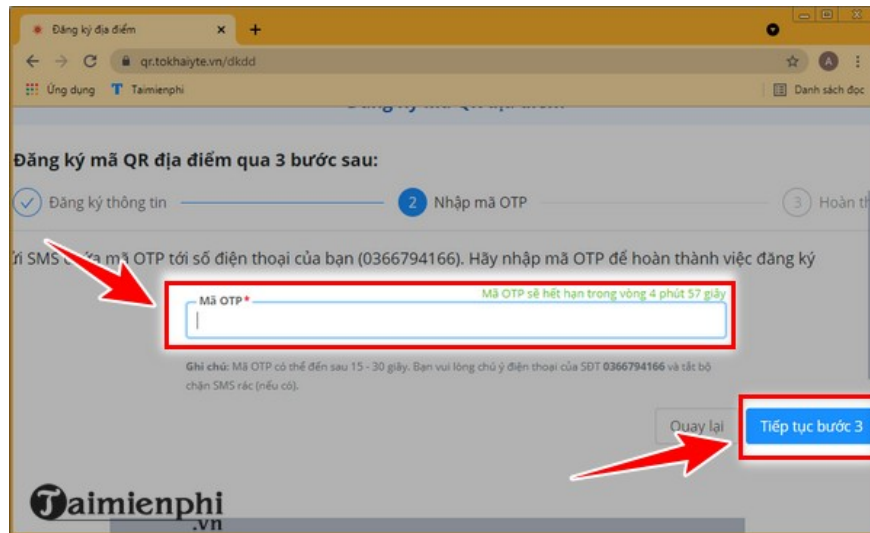 Đăng ký địa điểm
qr.tokhaiyte.vn/dkdd
A
Ứng dụng Taimienphi Danh sách đọc
Đăng ký mã QR địa điểm qua 3 bước sau:
Đăng ký thông tin 2 Nhập mã OTP 3 Hoàn
SMS tới số điện thoại của bạn (0366794166). Hãy nhập mã OTP để hoàn thành việc đăng ký
Mã OTP* Mã OTP sẽ hết hạn trong vòng 4 phút 57 giây
Ghi chú: Mã OTP có thể đến sau 15 - 30 giây. Bạn vui lòng chú ý điện thoại của SĐT 0366794166 và tắt bộ
chặn SMS rác (nếu có).
Quay lại Tiếp tục bước 3
Taimienphi
.vn